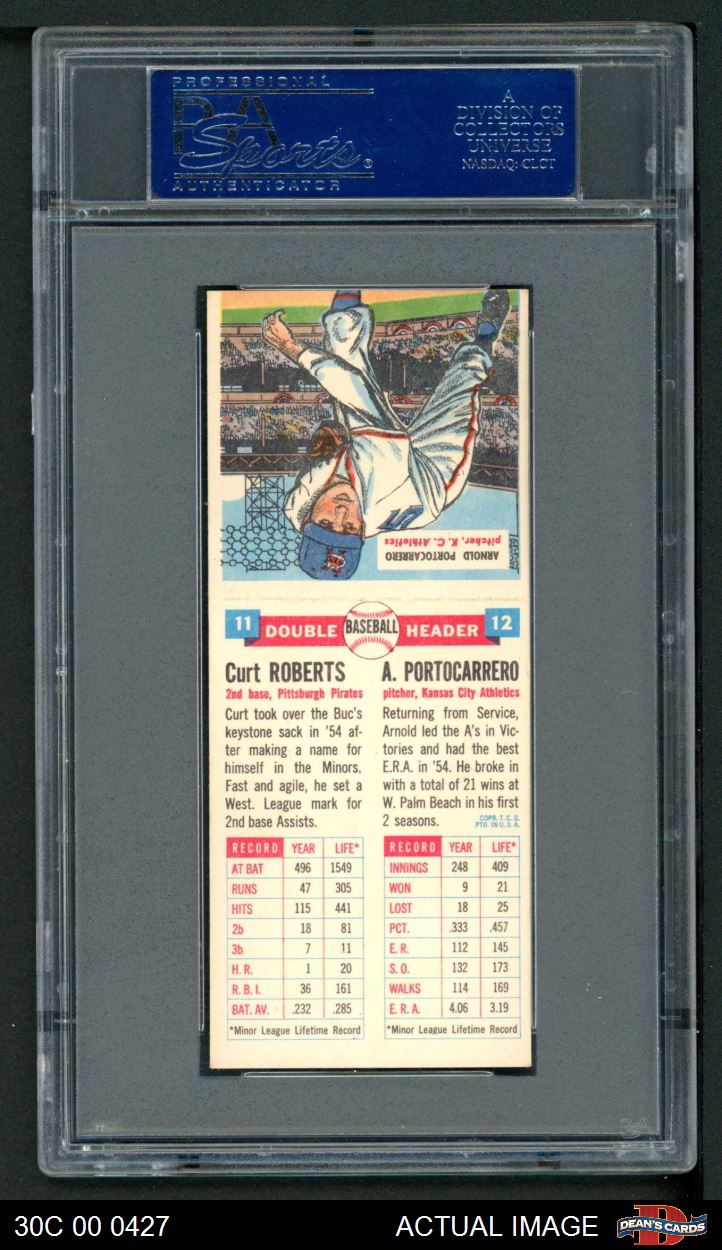 PROFESSIONAL
PSA
Sports®
AUTHENTICATOR
A
DIVISION OF
COLLECTORS
UNIVERSE
NASDAQ: CLCT
ARNOLD PORTOCARRERO
pitcher, K. C. Athletics
11 DOUBLE BASEBALL HEADER 12
Curt ROBERTS
2nd base, Pittsburgh Pirates
Curt took over the Buc's
keystone sack in '54 af-
ter making a name for
himself in the Minors.
Fast and agile, he set a
West. League mark for
2nd base Assists.
RECORD YEAR LIFE*
AT BAT 496 1549
RUNS 47 305
HITS 115 441
2b 18 81
3b 7 11
H. R. 1 20
R. B. I. 36 161
BAT. AV. .232 .285
*Minor League Lifetime Record
A. PORTOCARRERO
pitcher, Kansas City Athletics
Returning from Service,
Arnold led the A's in Vic-
tories and had the best
E.R.A. in '54. He broke in
with a total of 21 wins at
W. Palm Beach in his first
2 seasons.
COPR. T. C. G.
PTD. IN U. S. A.
RECORD YEAR LIFE*
INNINGS 248 409
WON 9 21
LOST 18 25
PCT. .333 .457
E. R. 112 145
S. O. 132 173
WALKS 114 169
E. R. A. 4.06 3.19
*Minor League Lifetime Record
30C 00 0427
ACTUAL IMAGE
DEAN'S CARDS